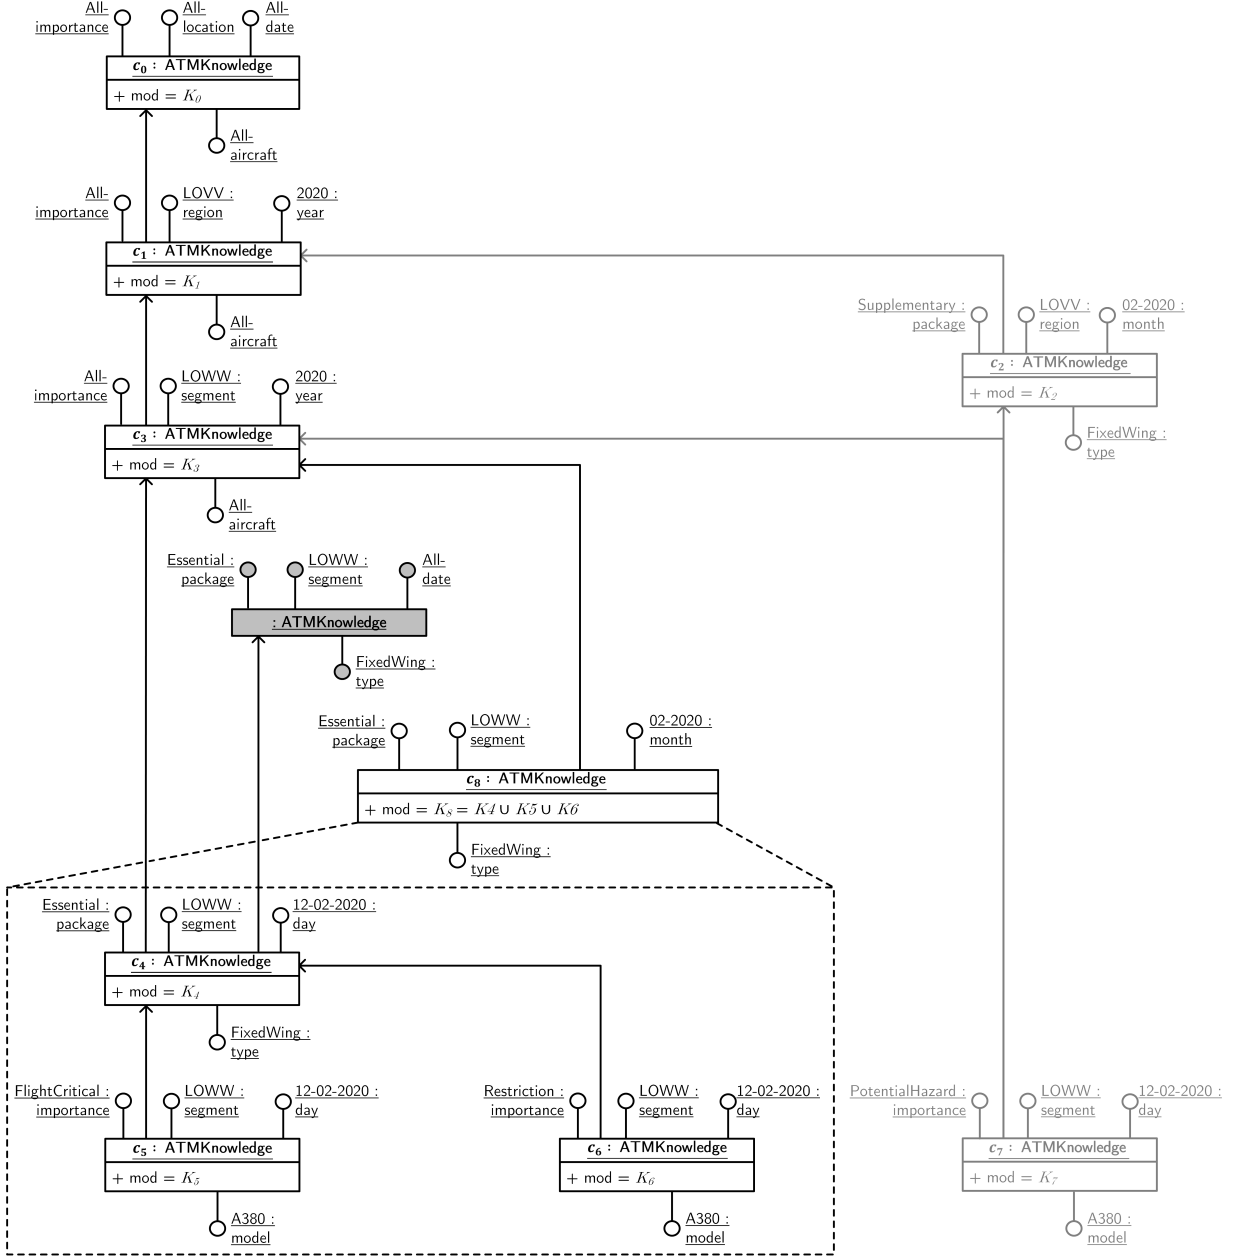 All-
importance
All-
location
All-
date
c₀ : ATMKnowledge
+ mod = K₀
All-
aircraft
All-
importance
LOVV :
region
2020 :
year
c₁ : ATMKnowledge
+ mod = K₁
All-
aircraft
Supplementary :
package
LOVV :
region
02-2020 :
month
c₂ : ATMKnowledge
+ mod = K₂
FixedWing :
type
All-
importance
LOWW :
segment
2020 :
year
c₃ : ATMKnowledge
+ mod = K₃
All-
aircraft
Essential :
package
LOWW :
segment
All-
date
: ATMKnowledge
FixedWing :
type
Essential :
package
LOWW :
segment
02-2020 :
month
c₈ : ATMKnowledge
+ mod = K₈ = K4 ∪ K5 ∪ K6
FixedWing :
type
Essential :
package
LOWW :
segment
12-02-2020 :
day
c₄ : ATMKnowledge
+ mod = K₄
FixedWing :
type
FlightCritical :
importance
LOWW :
segment
12-02-2020 :
day
c₅ : ATMKnowledge
+ mod = K₅
A380 :
model
Restriction :
importance
LOWW :
segment
12-02-2020 :
day
c₆ : ATMKnowledge
+ mod = K₆
A380 :
model
PotentialHazard :
importance
LOWW :
segment
12-02-2020 :
day
c₇ : ATMKnowledge
+ mod = K₇
A380 :
model